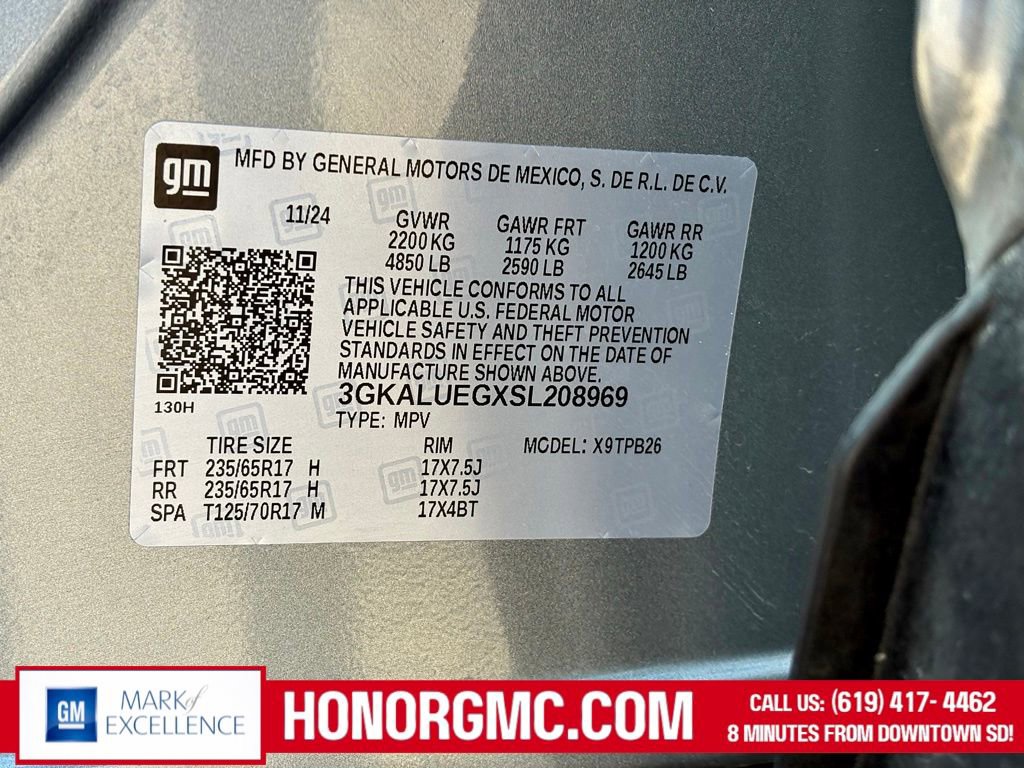 gm
MFD BY GENERAL MOTORS DE MEXICO, S. DE R.L. DE C.V.
11/24 GVWR GAWR FRT GAWR RR
2200 KG 1175 KG 1200 KG
4850 LB 2590 LB 2645 LB
THIS VEHICLE CONFORMS TO ALL
APPLICABLE U.S. FEDERAL MOTOR
VEHICLE SAFETY AND THEFT PREVENTION
STANDARDS IN EFFECT ON THE DATE OF
MANUFACTURE SHOWN ABOVE.
3GKALUEGXSL208969
130H
TYPE: MPV
TIRE SIZE RIM MODEL: X9TPB26
FRT 235/65R17 H 17X7.5J
RR 235/65R17 H 17X7.5J
SPA T125/70R17 M 17X4BT
GM
MARK of
EXCELLENCE
HONORGMC.COM
CALL US: (619) 417- 4462
8 MINUTES FROM DOWNTOWN SD!